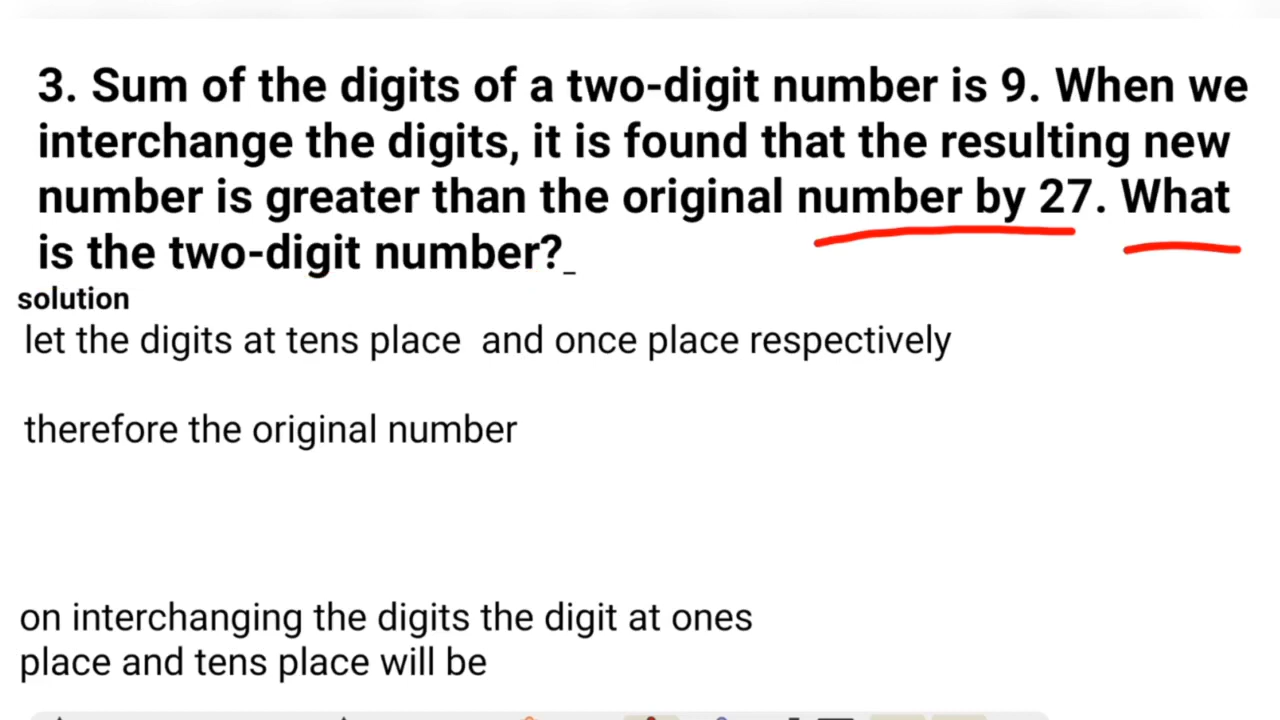 3. Sum of the digits of a two-digit number is 9. When we
interchange the digits, it is found that the resulting new
number is greater than the original number by 27. What
is the two-digit number?_
solution
let the digits at tens place and once place respectively
therefore the original number
on interchanging the digits the digit at ones
place and tens place will be